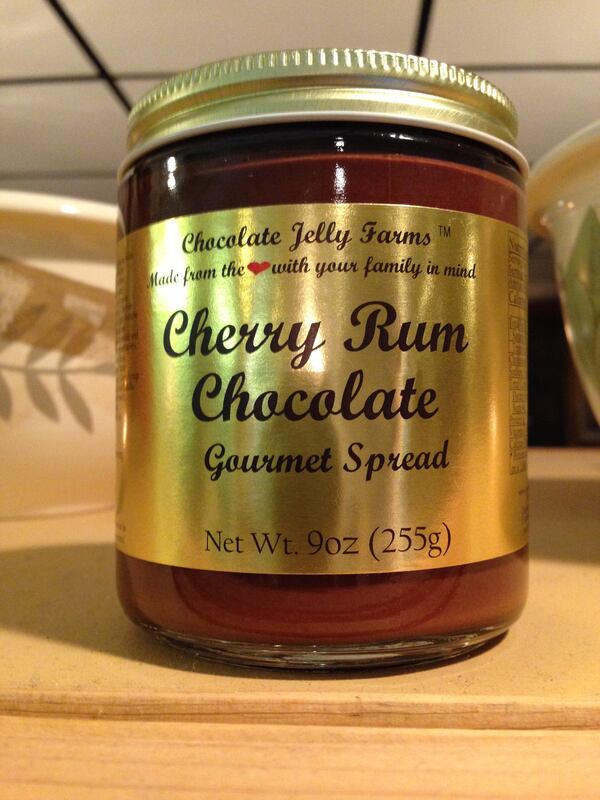 Chocolate Jelly Farms™
Made from the ❤ with your family in mind
Cherry Rum
Chocolate
Gourmet Spread
Net Wt. 9oz (255g)